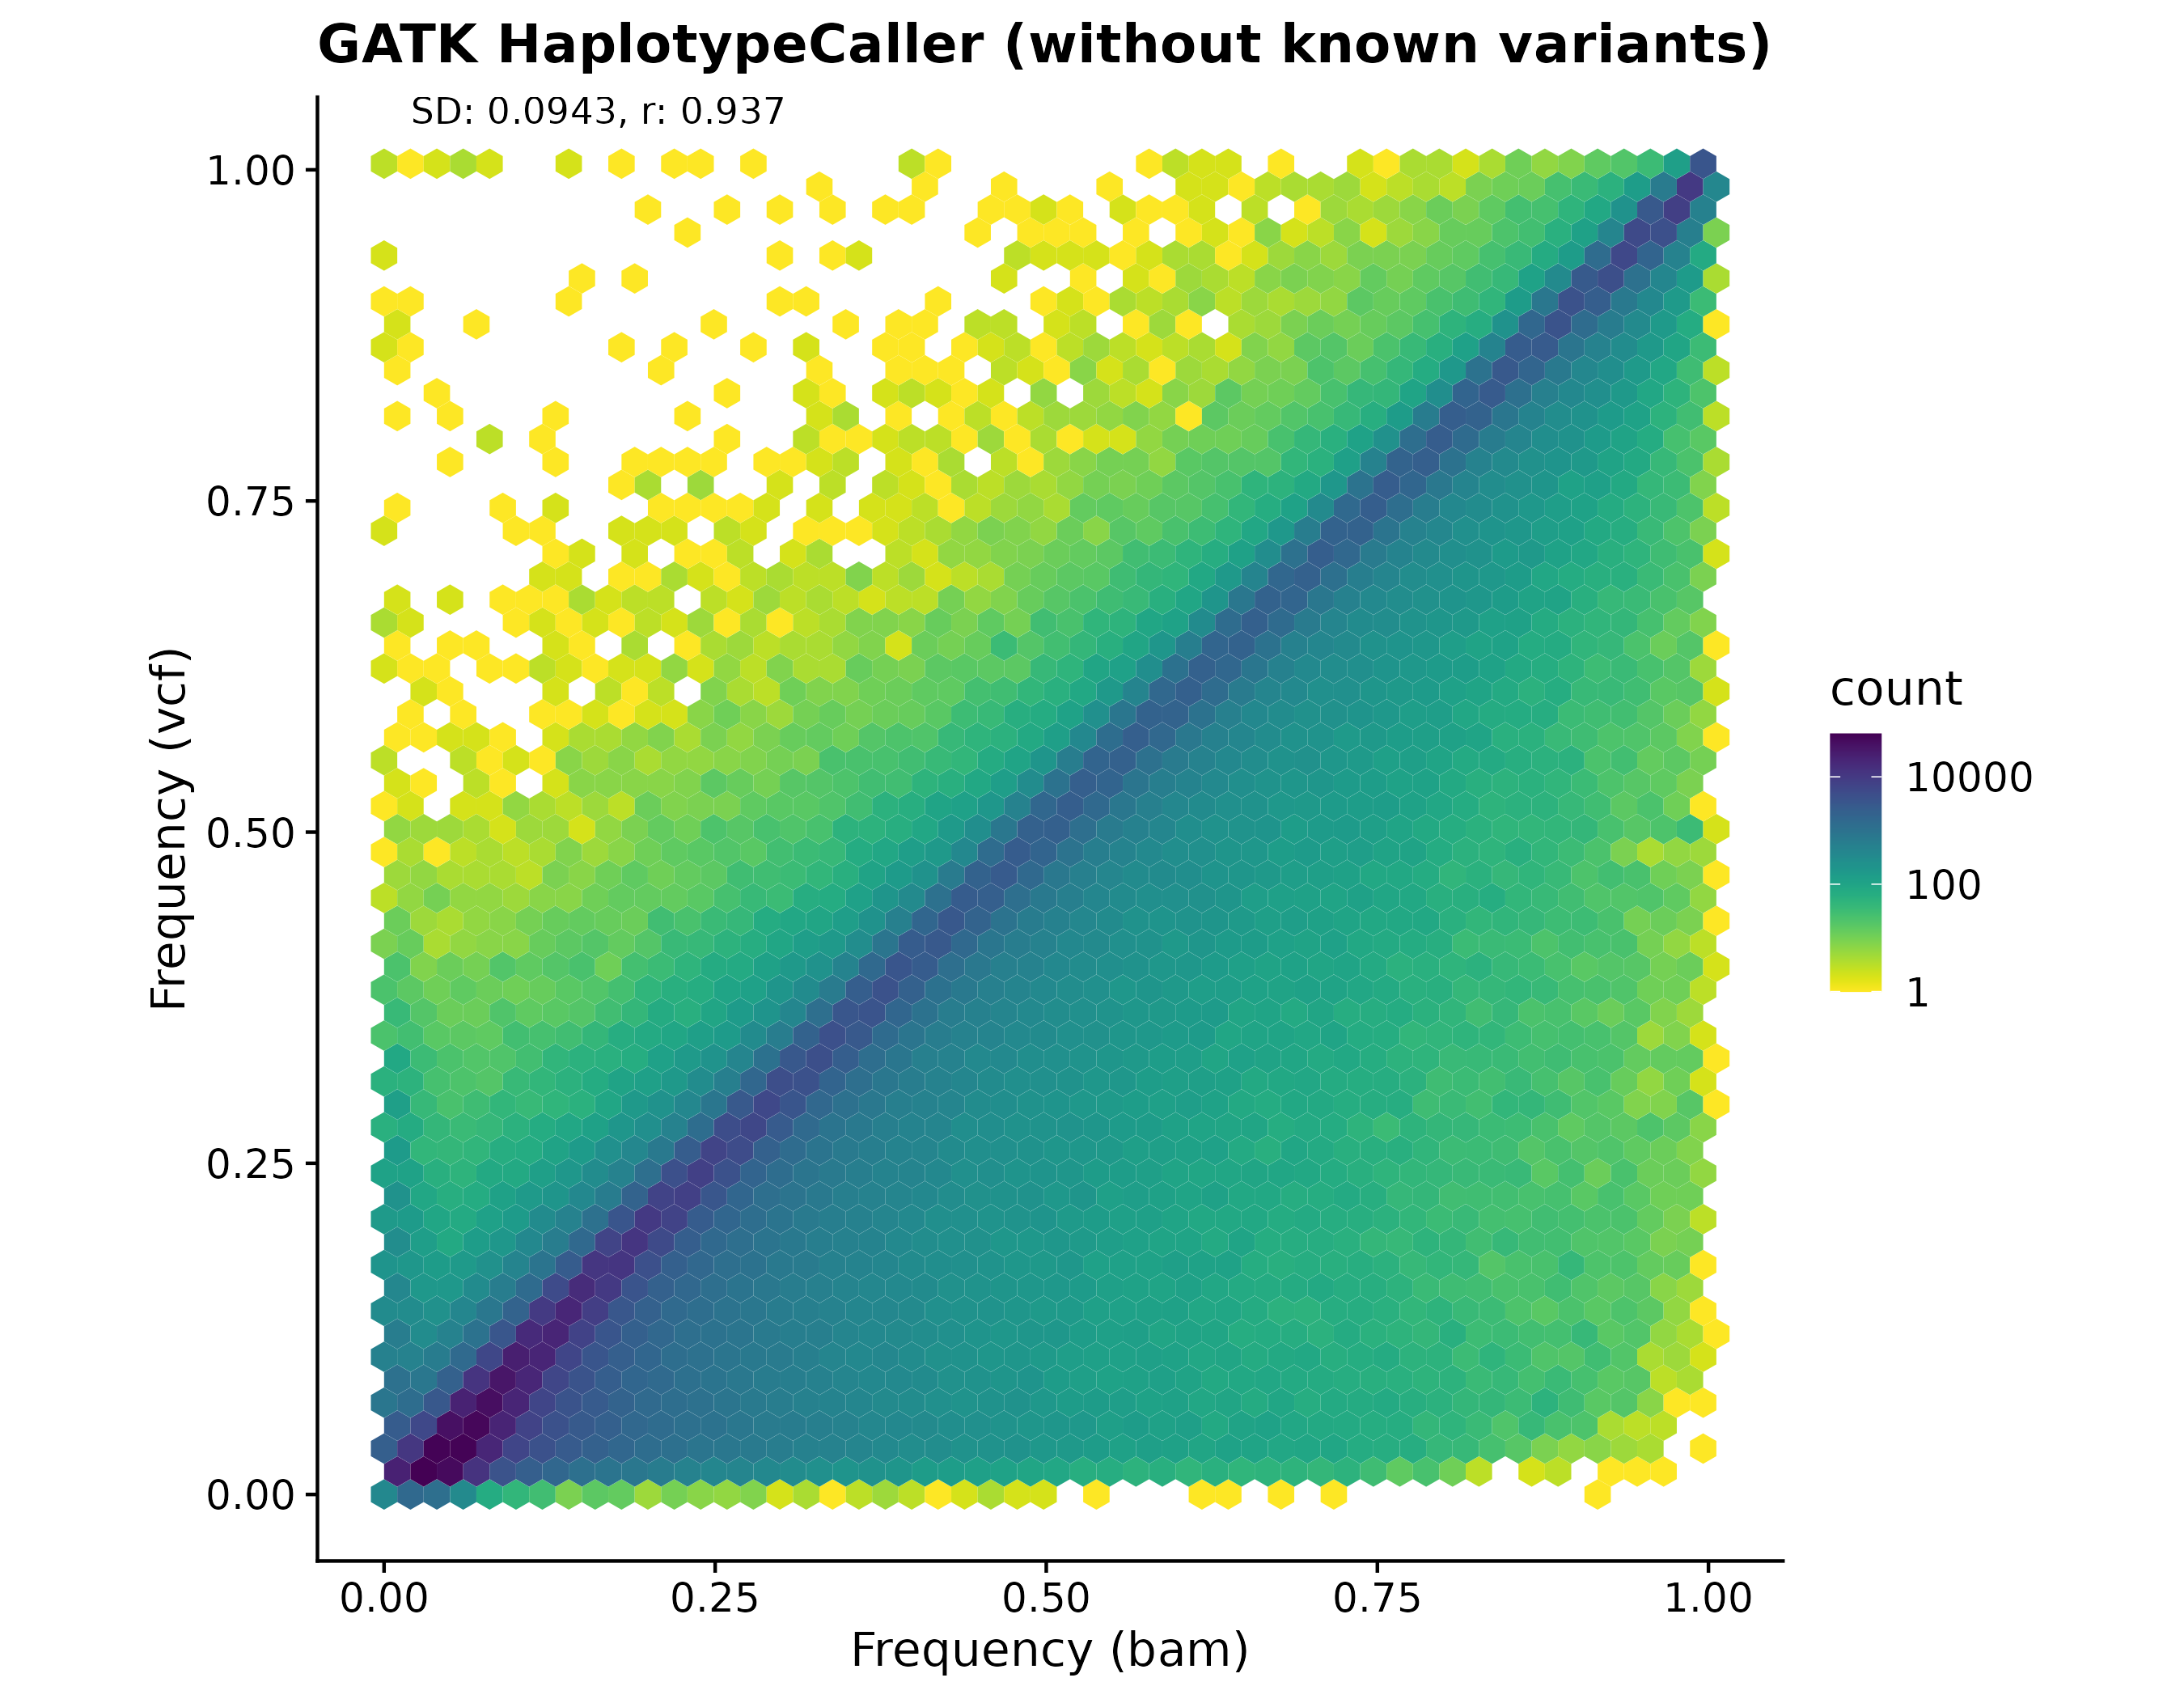 GATK HaplotypeCaller (without known variants)
SD: 0.0943, r: 0.937
1.00
0.75
0.50
0.25
0.00
Frequency (vcf)
0.00 0.25 0.50 0.75 1.00
Frequency (bam)
count
10000
100
1